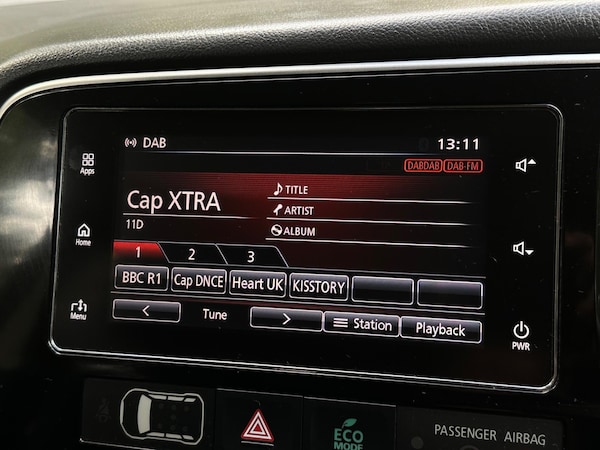 DAB
13:11
Apps
DABDAB DAB-FM
TITLE
Cap XTRA
ARTIST
11D
ALBUM
Home
1 2 3
BBC R1 Cap DNCE Heart UK KISSTORY
Menu
< Tune > Station Playback
PWR
ECO
MODE
PASSENGER AIRBAG